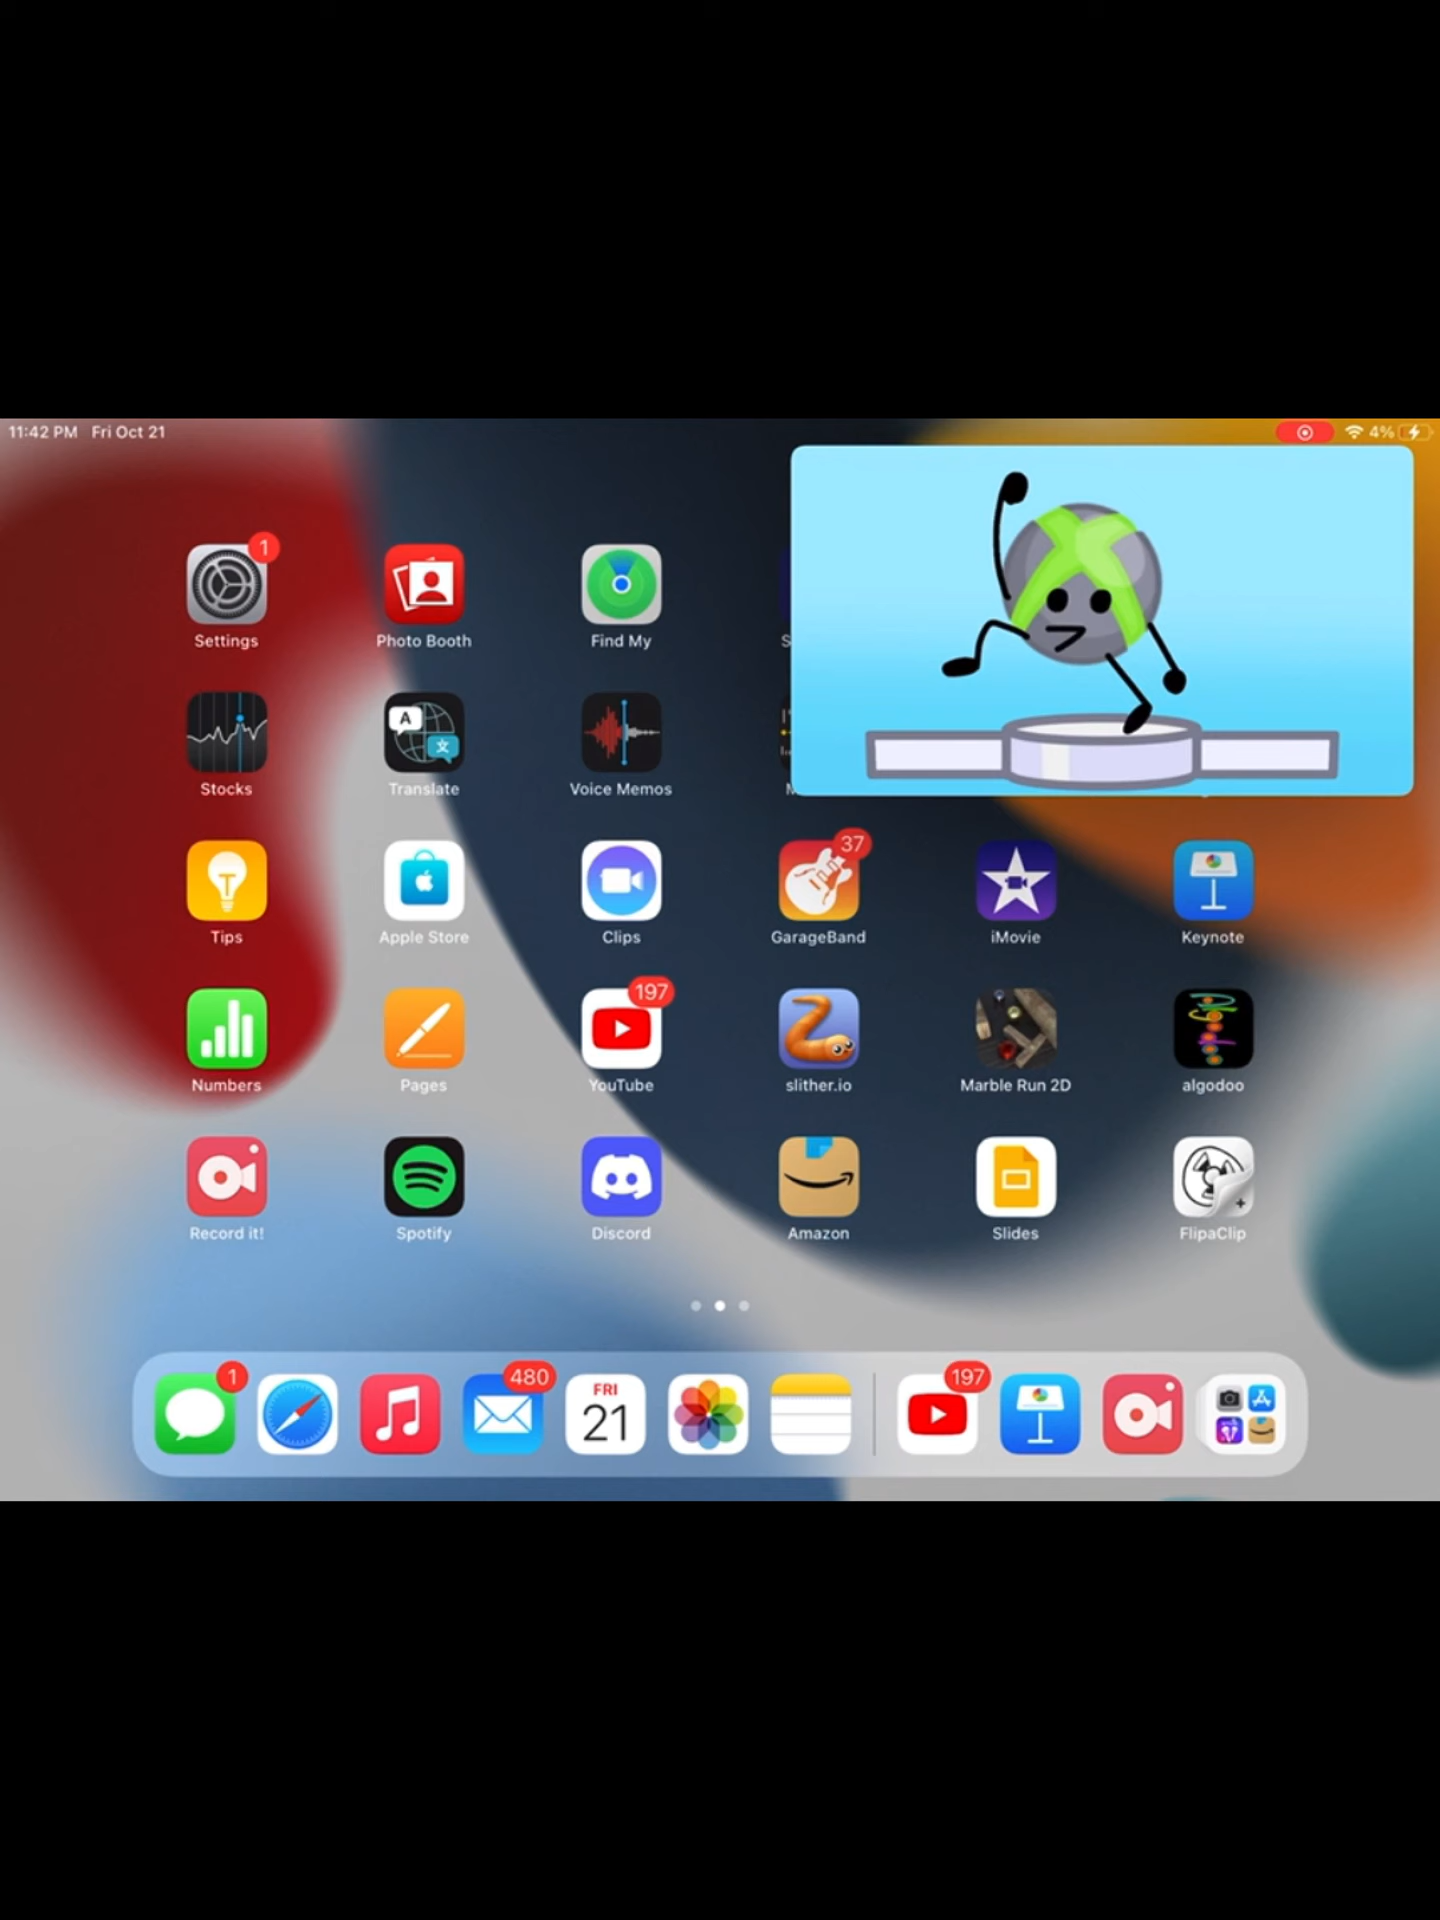 11:42 PM Fri Oct 21 4%
1
Settings Photo Booth Find My
A
文
Stocks Translate Voice Memos
37
Tips Apple Store Clips GarageBand iMovie Keynote
197
Numbers Pages YouTube slither.io Marble Run 2D algodoo
Record it! Spotify Discord Amazon Slides FlipaClip
1 480 197
FRI
21